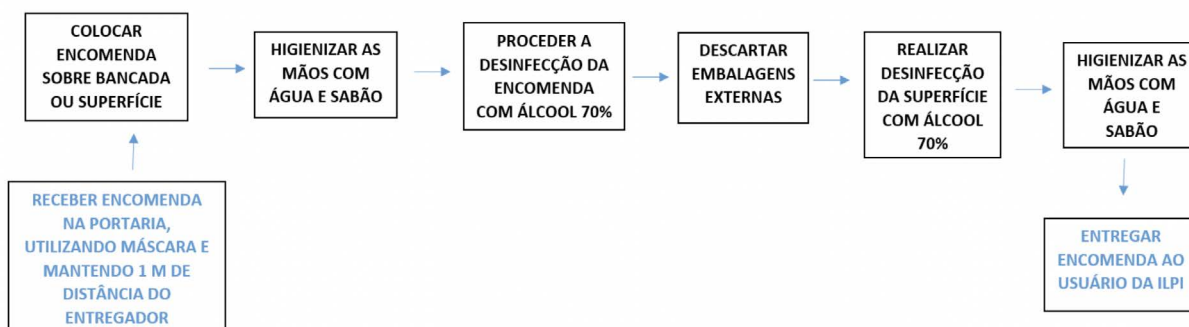 RECEBER ENCOMENDA
NA PORTARIA,
UTILIZANDO MÁSCARA E
MANTENDO 1 M DE
DISTÂNCIA DO
ENTREGADOR
COLOCAR
ENCOMENDA
SOBRE BANCADA
OU SUPERFÍCIE
HIGIENIZAR AS
MÃOS COM
ÁGUA E SABÃO
PROCEDER A
DESINFECÇÃO DA
ENCOMENDA
COM ÁLCOOL 70%
DESCARTAR
EMBALAGENS
EXTERNAS
REALIZAR
DESINFECÇÃO
DA SUPERFÍCIE
COM ÁLCOOL
70%
HIGIENIZAR AS
MÃOS COM
ÁGUA E
SABÃO
ENTREGAR
ENCOMENDA AO
USUÁRIO DA ILPI